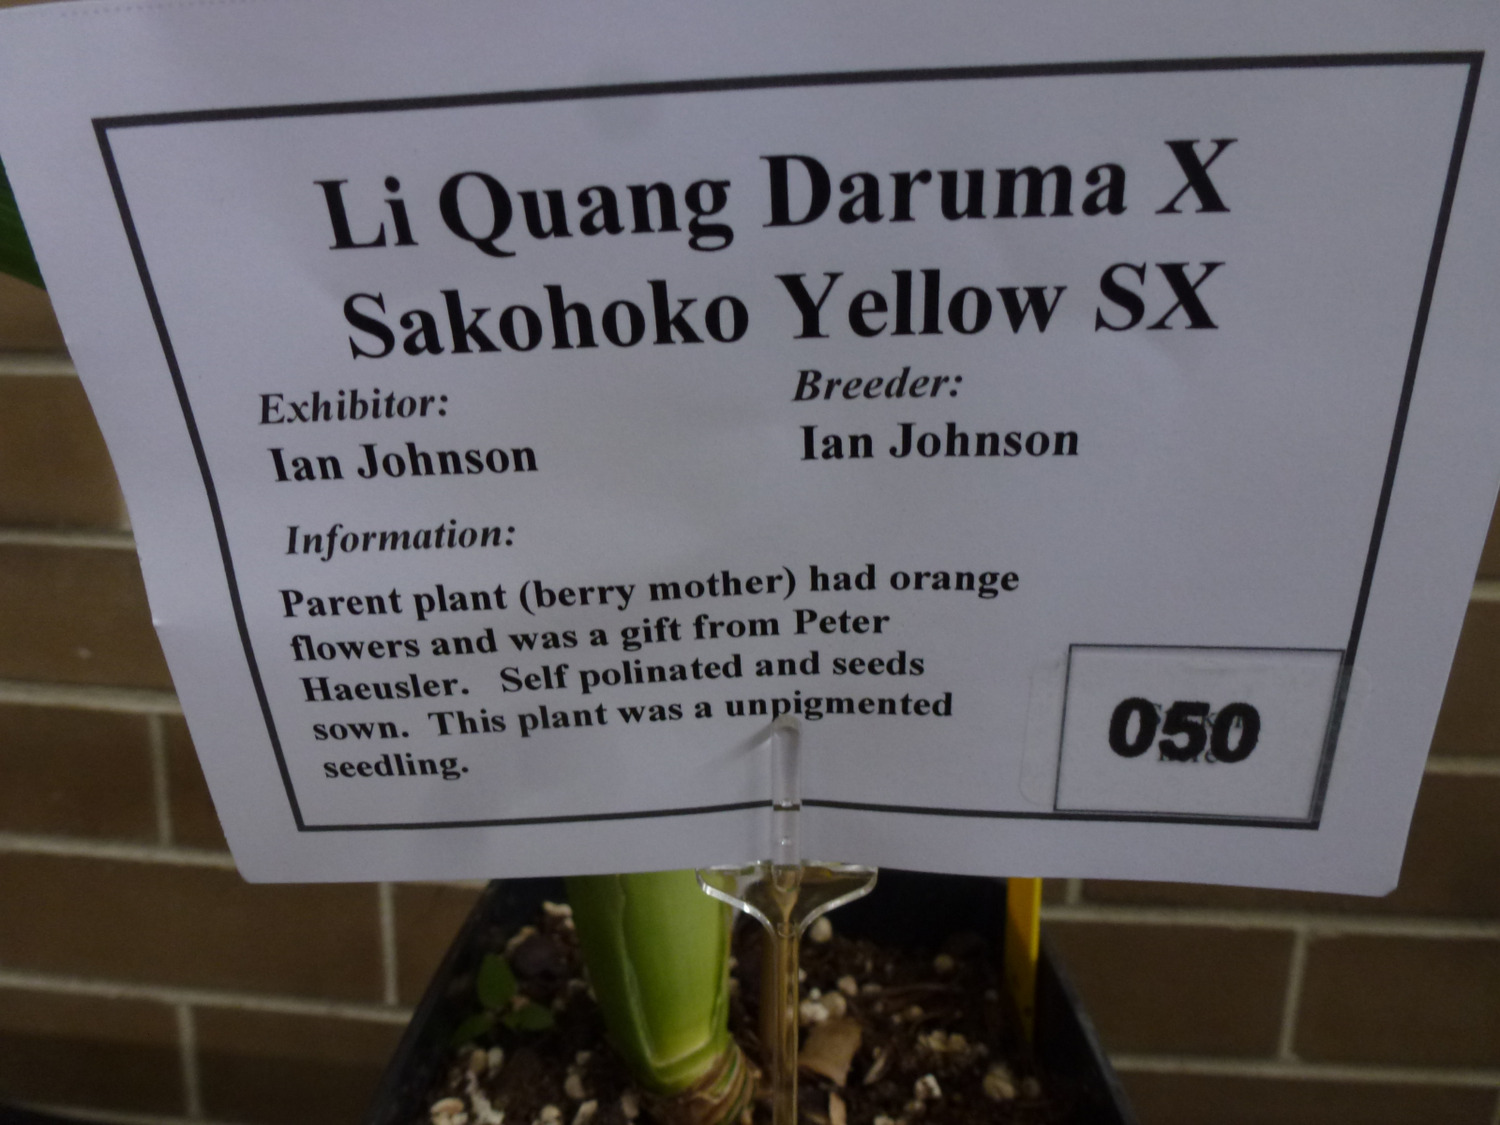 Li Quang Daruma X
Sakohoko Yellow SX
Exhibitor:
Breeder:
Ian Johnson
Ian Johnson
Information:
Parent plant (berry mother) had orange
flowers and was a gift from Peter
Haeusler. Self polinated and seeds
sown. This plant was a unpigmented
seedling.
050